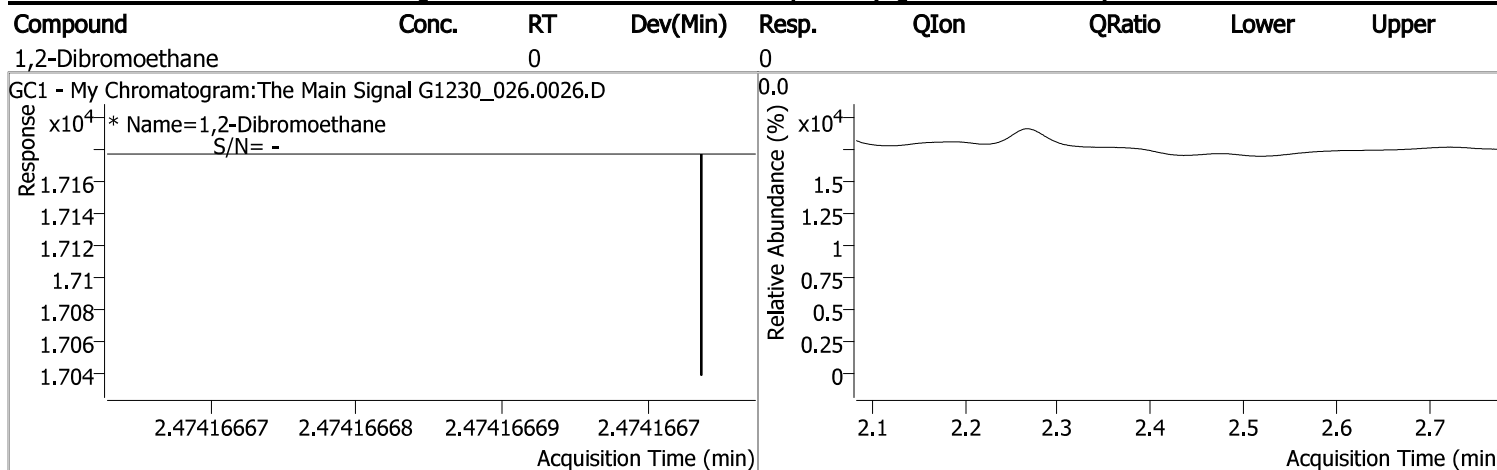 Compound Conc. RT Dev(Min) Resp. QIon QRatio Lower Upper
1,2-Dibromoethane 0 0
GC1 - My Chromatogram:The Main Signal G1230_026.0026.D
Response
x10⁴
* Name=1,2-Dibromoethane
S/N= -
1.716
1.714
1.712
1.71
1.708
1.706
1.704
2.47416667 2.47416668 2.47416669 2.4741667
Acquisition Time (min)
0.0
Relative Abundance (%)
x10⁴
1.5
1.25
1
0.75
0.5
0.25
0
2.1 2.2 2.3 2.4 2.5 2.6 2.7
Acquisition Time (min